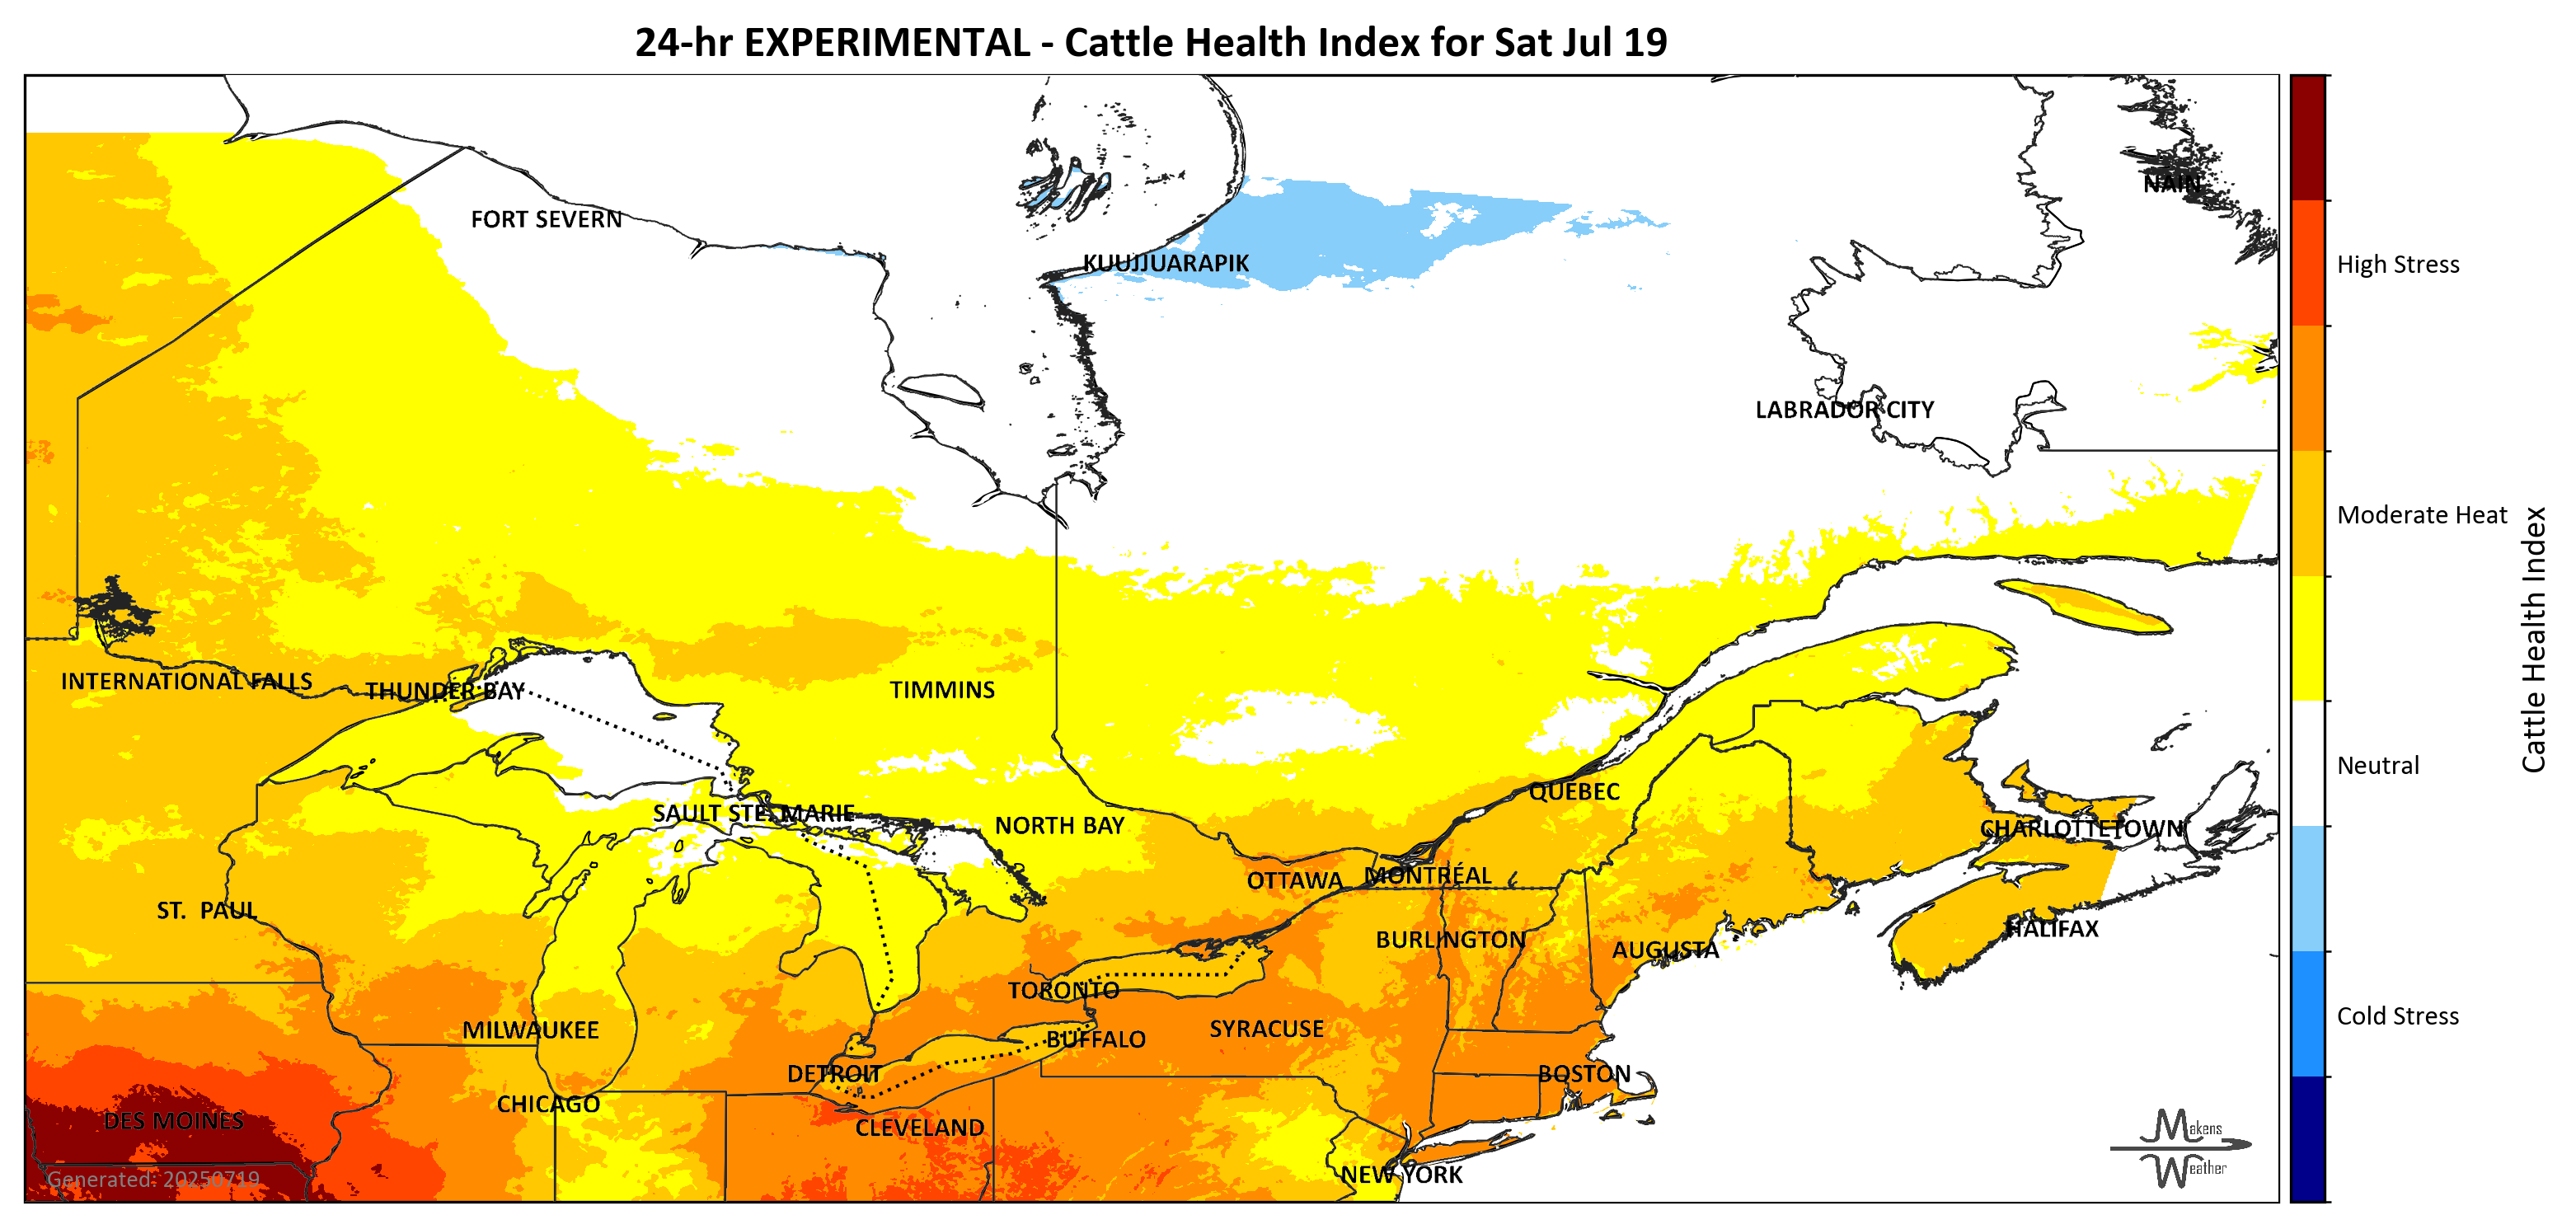 24-hr EXPERIMENTAL - Cattle Health Index for Sat Jul 19
NAIN
FORT SEVERN
KUUJJUARAPIK
High Stress
LABRADOR CITY
Moderate Heat
Cattle Health Index
INTERNATIONAL FALLS
THUNDER BAY
TIMMINS
Neutral
QUEBEC
SAULT STE. MARIE
NORTH BAY
CHARLOTTETOWN
OTTAWA
MONTRÉAL
ST. PAUL
HALIFAX
BURLINGTON
AUGUSTA
TORONTO
Cold Stress
MILWAUKEE
SYRACUSE
BUFFALO
DETROIT
BOSTON
CHICAGO
DES MOINES
CLEVELAND
Makens
Weather
NEW YORK
Generated: 20250719